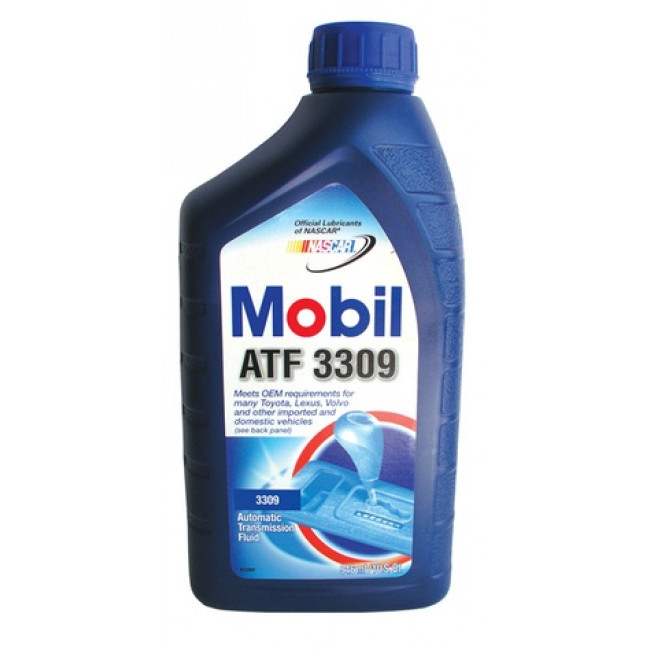 Official Lubricants
of NASCAR®
NASCAR
Mobil
ATF 3309
Meets OEM requirements for
many Toyota, Lexus, Volvo
and other imported and
domestic vehicles
(see back panel)
3309
Automatic
Transmission
Fluid